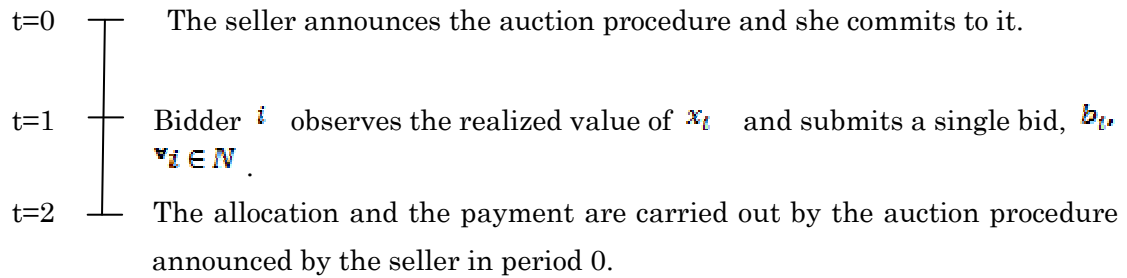 t=0 The seller announces the auction procedure and she commits to it.
t=1 Bidder i observes the realized value of x_i and submits a single bid, b_i,
∀i ∈ N .
t=2 The allocation and the payment are carried out by the auction procedure
announced by the seller in period 0.